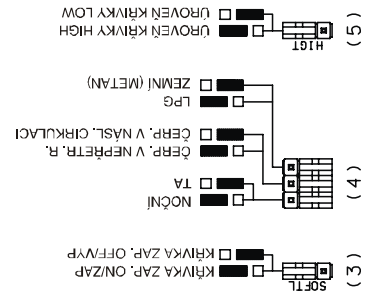 (3)
SOFTL
KŘIVKA ZAP. ON/ZAP
KŘIVKA ZAP. OFF/VYP
(4)
NOČNÍ
TA
ČERP. V NEPŘETR. R.
ČERP. V NÁSL. CIRKULACI
LPG
ZEMNÍ (METAN)
(5)
HIGT
ÚROVEŇ KŘIVKY HIGH
ÚROVEŇ KŘIVKY LOW